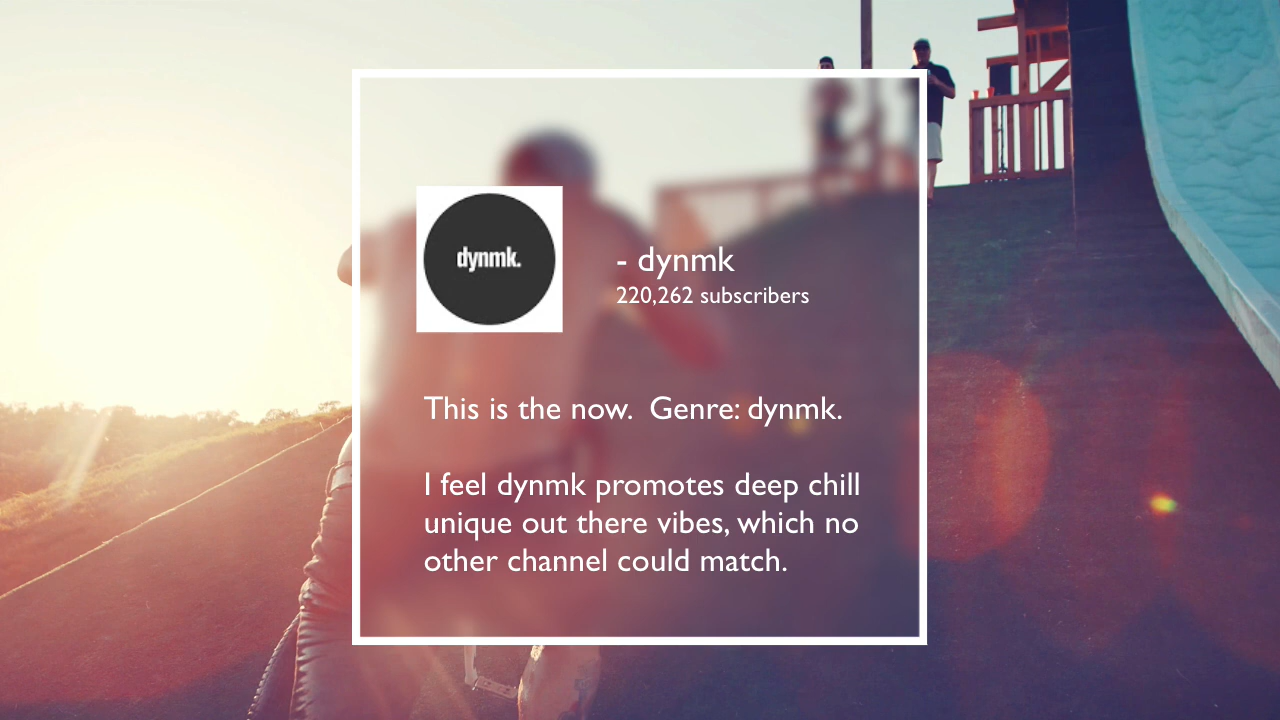 dynmk.
- dynmk
220,262 subscribers
This is the now.  Genre: dynmk.
I feel dynmk promotes deep chill
unique out there vibes, which no
other channel could match.